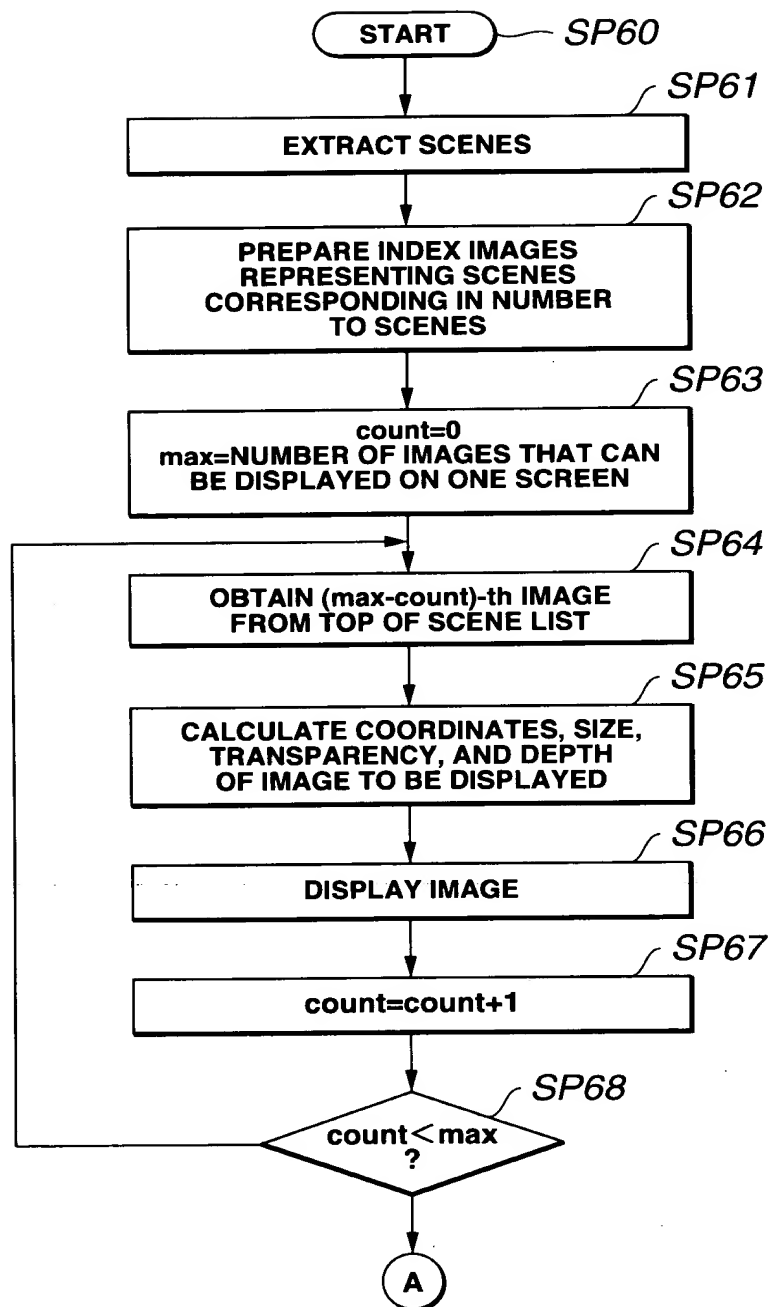 START
SP60
SP61
EXTRACT SCENES
SP62
PREPARE INDEX IMAGES
REPRESENTING SCENES
CORRESPONDING IN NUMBER
TO SCENES
SP63
count=0
max=NUMBER OF IMAGES THAT CAN
BE DISPLAYED ON ONE SCREEN
SP64
OBTAIN (max-count)-th IMAGE
FROM TOP OF SCENE LIST
SP65
CALCULATE COORDINATES, SIZE,
TRANSPARENCY, AND DEPTH
OF IMAGE TO BE DISPLAYED
SP66
DISPLAY IMAGE
SP67
count=count+1
SP68
count<max
?
A